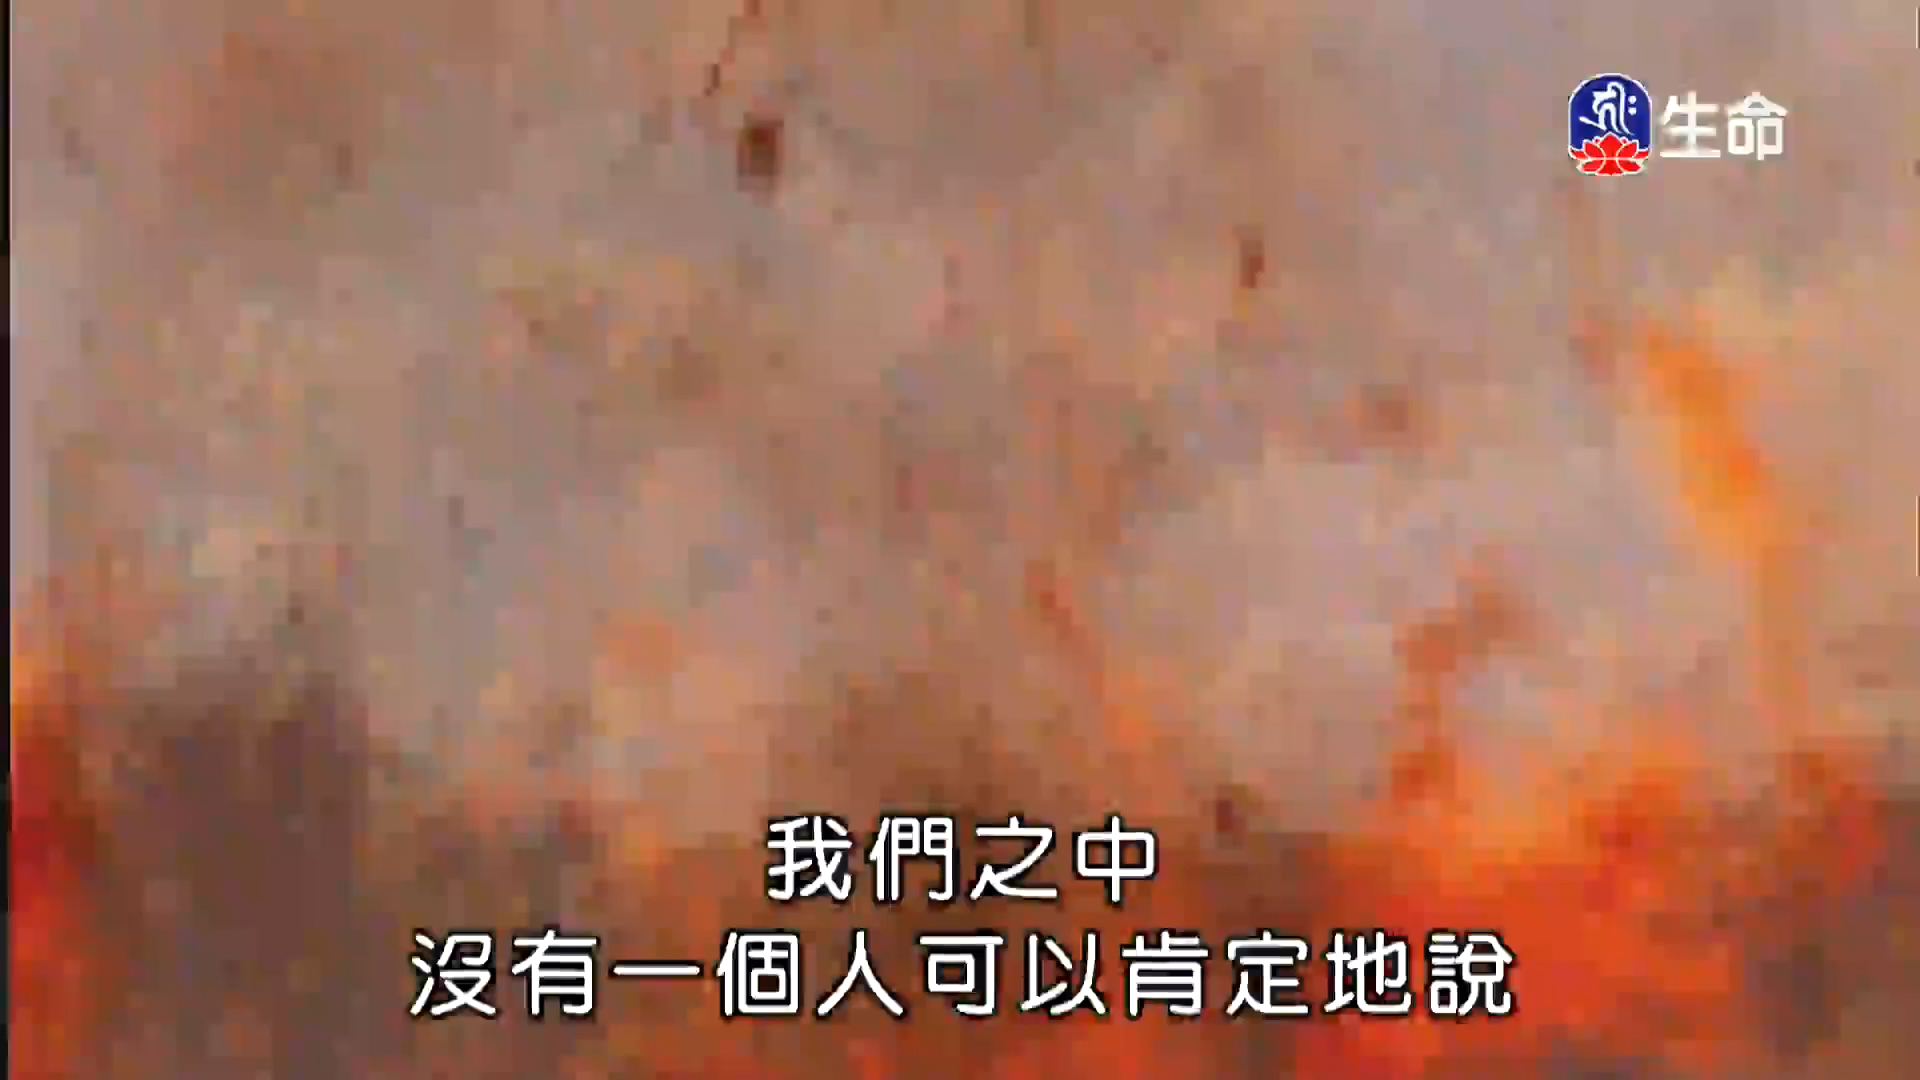 生命
我們之中
沒有一個人可以肯定地說